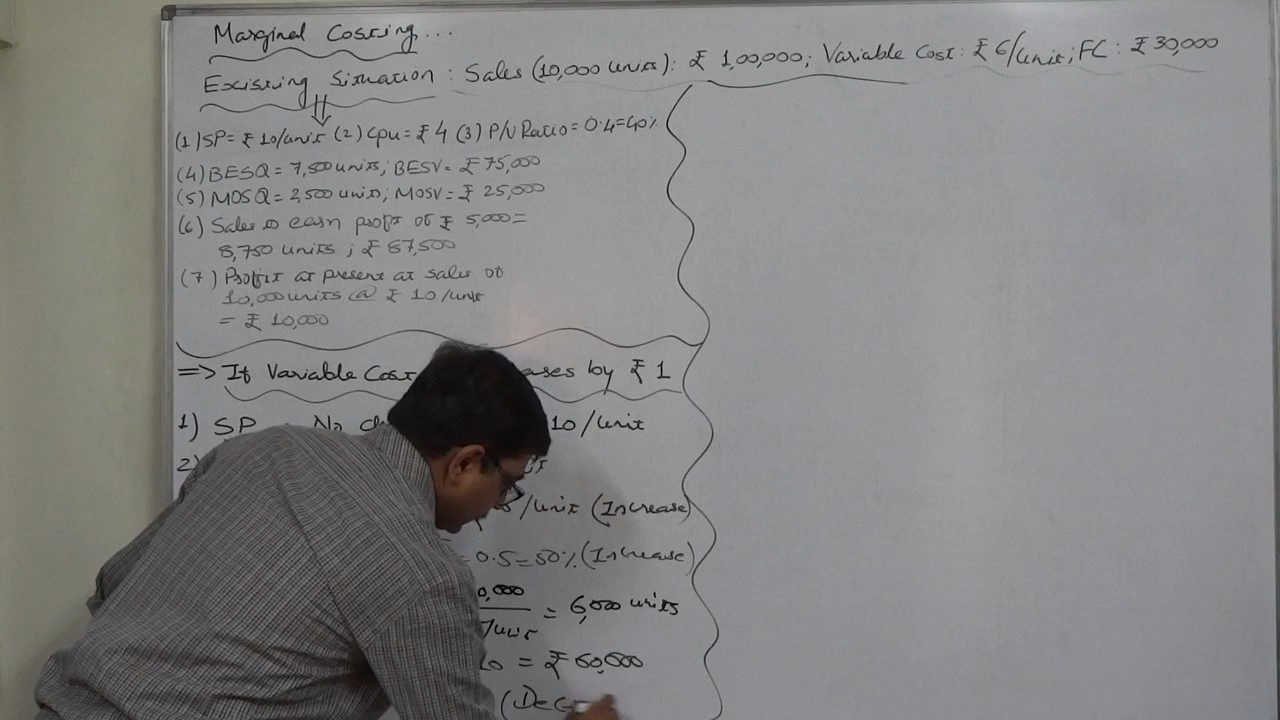 Marginal Costing...
Existing Situation: Sales (10,000 units): ₹ 1,00,000; Variable Cost: ₹ 6/unit; FC: ₹ 30,000
(1) SP = ₹ 10/unit (2) Cpu = ₹ 4 (3) P/V Ratio = 0.4 = 40%
(4) BESQ = 7,500 units; BESV = ₹ 75,000
(5) MOSQ = 2,500 units; MOSV = ₹ 25,000
(6) Sales to earn profit of ₹ 5,000 =
8,750 units; ₹ 87,500
(7) Profit at present at sales of
10,000 units @ ₹ 10/unit
= ₹ 10,000
=> If Variable Cost ases by ₹ 1
1) SP : No 10/unit
2)
/unit (Increase)
= 0.5 = 50% (Increase)
0,000
= 6,000 units
/unit
10 = ₹ 60,000
(Dec